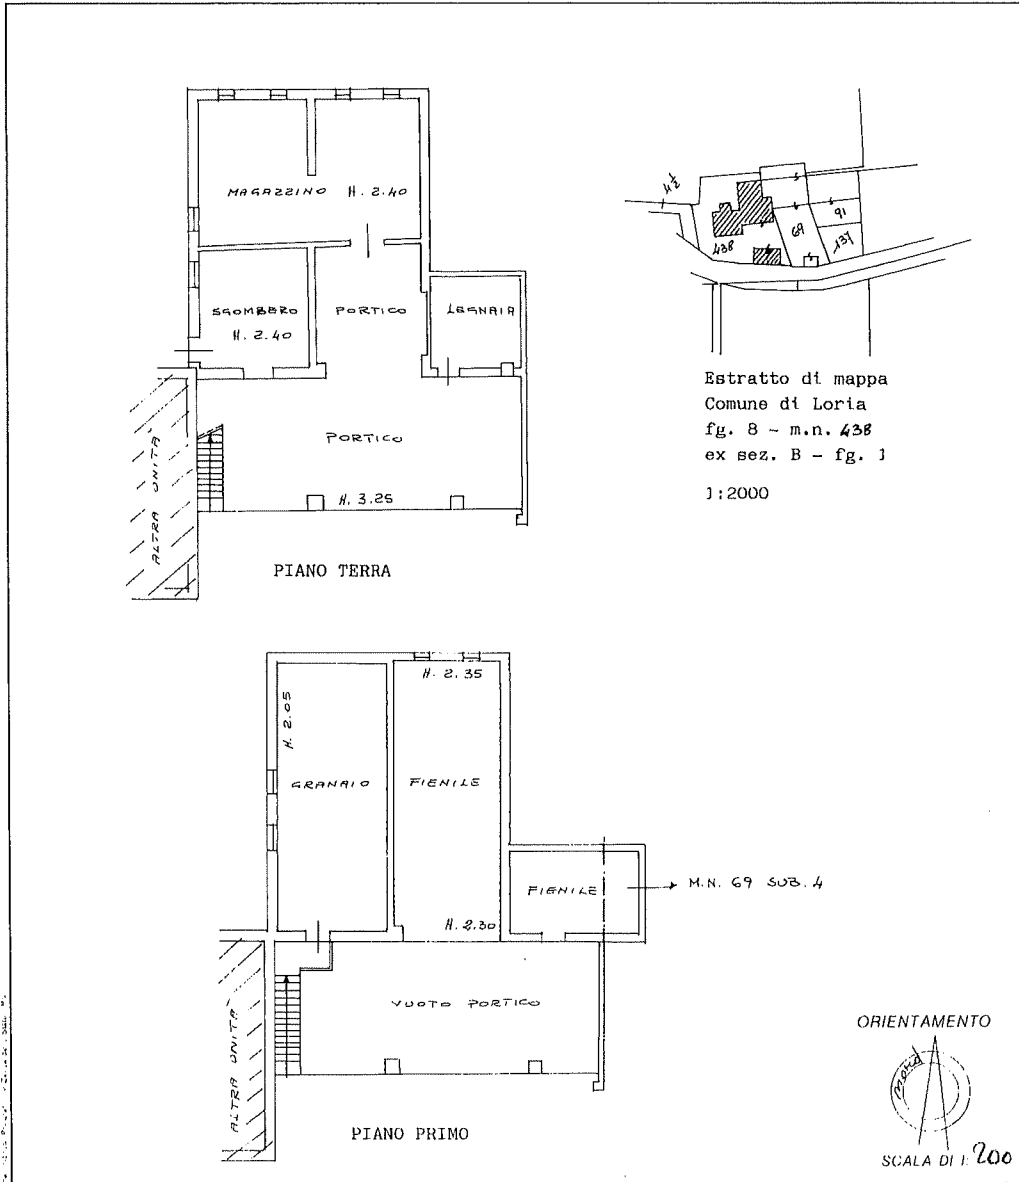 MAGAZZINO H. 2.40
SGOMBERO
H. 2.40
PORTICO
LEGNAIA
PORTICO
H. 3.25
ALTRA UNITA'
PIANO TERRA
438
69
91
137
Estratto di mappa
Comune di Loria
fg. 8 - m.n. 438
ex sez. B - fg. 1
1:2000
H. 2.05
H. 2.35
GRANAIO
FIENILE
FIENILE
M.N. 69 SUB. 4
H. 2.30
VUOTO PORTICO
ALTRA UNITA'
PIANO PRIMO
ORIENTAMENTO
nord
SCALA DI 1: 200